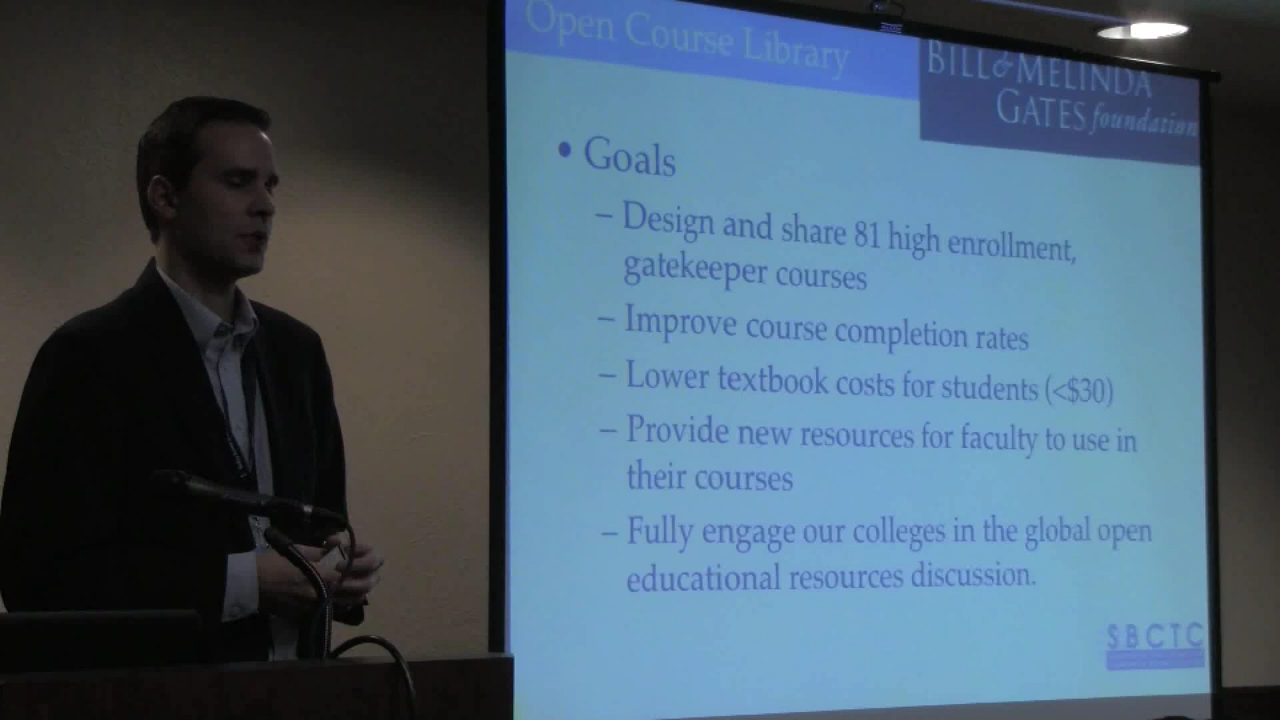 Open Course Library
BILL & MELINDA
GATES foundation
• Goals
– Design and share 81 high enrollment,
gatekeeper courses
– Improve course completion rates
– Lower textbook costs for students (<$30)
– Provide new resources for faculty to use in
their courses
– Fully engage our colleges in the global open
educational resources discussion.
SBCTC